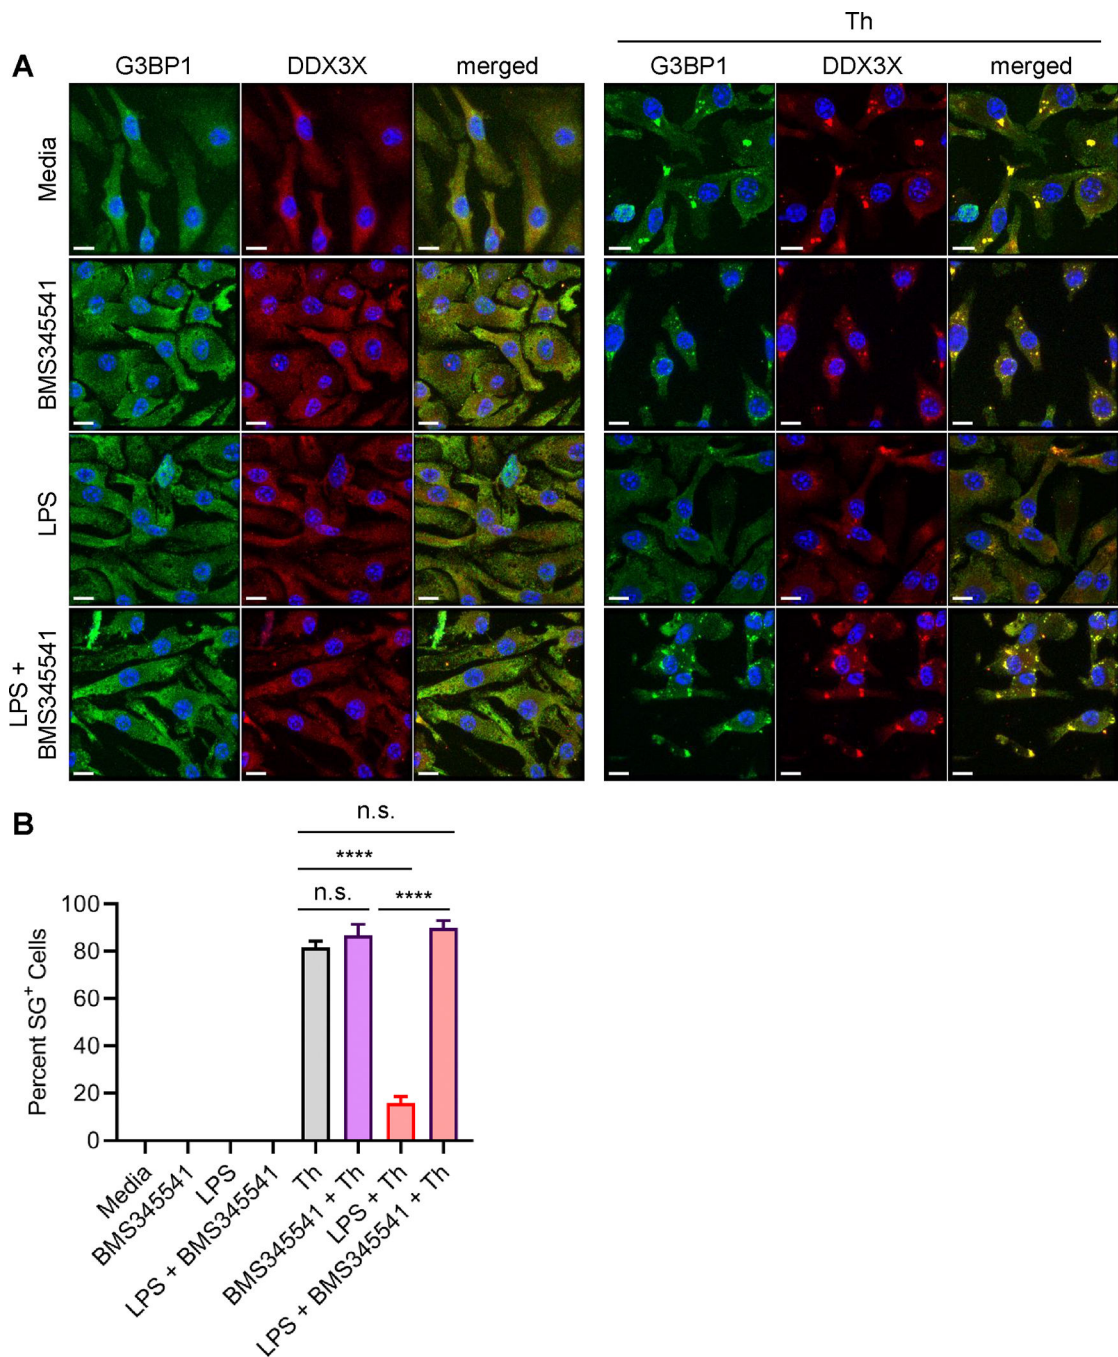 Th
A
G3BP1 DDX3X merged G3BP1 DDX3X merged
Media
BMS345541
LPS
LPS +
BMS345541
B
n.s.
****
n.s. ****
Percent SG+ Cells
100
80
60
40
20
0
Media
BMS345541
LPS
LPS + BMS345541
Th
BMS345541 + Th
LPS + Th
LPS + BMS345541 + Th